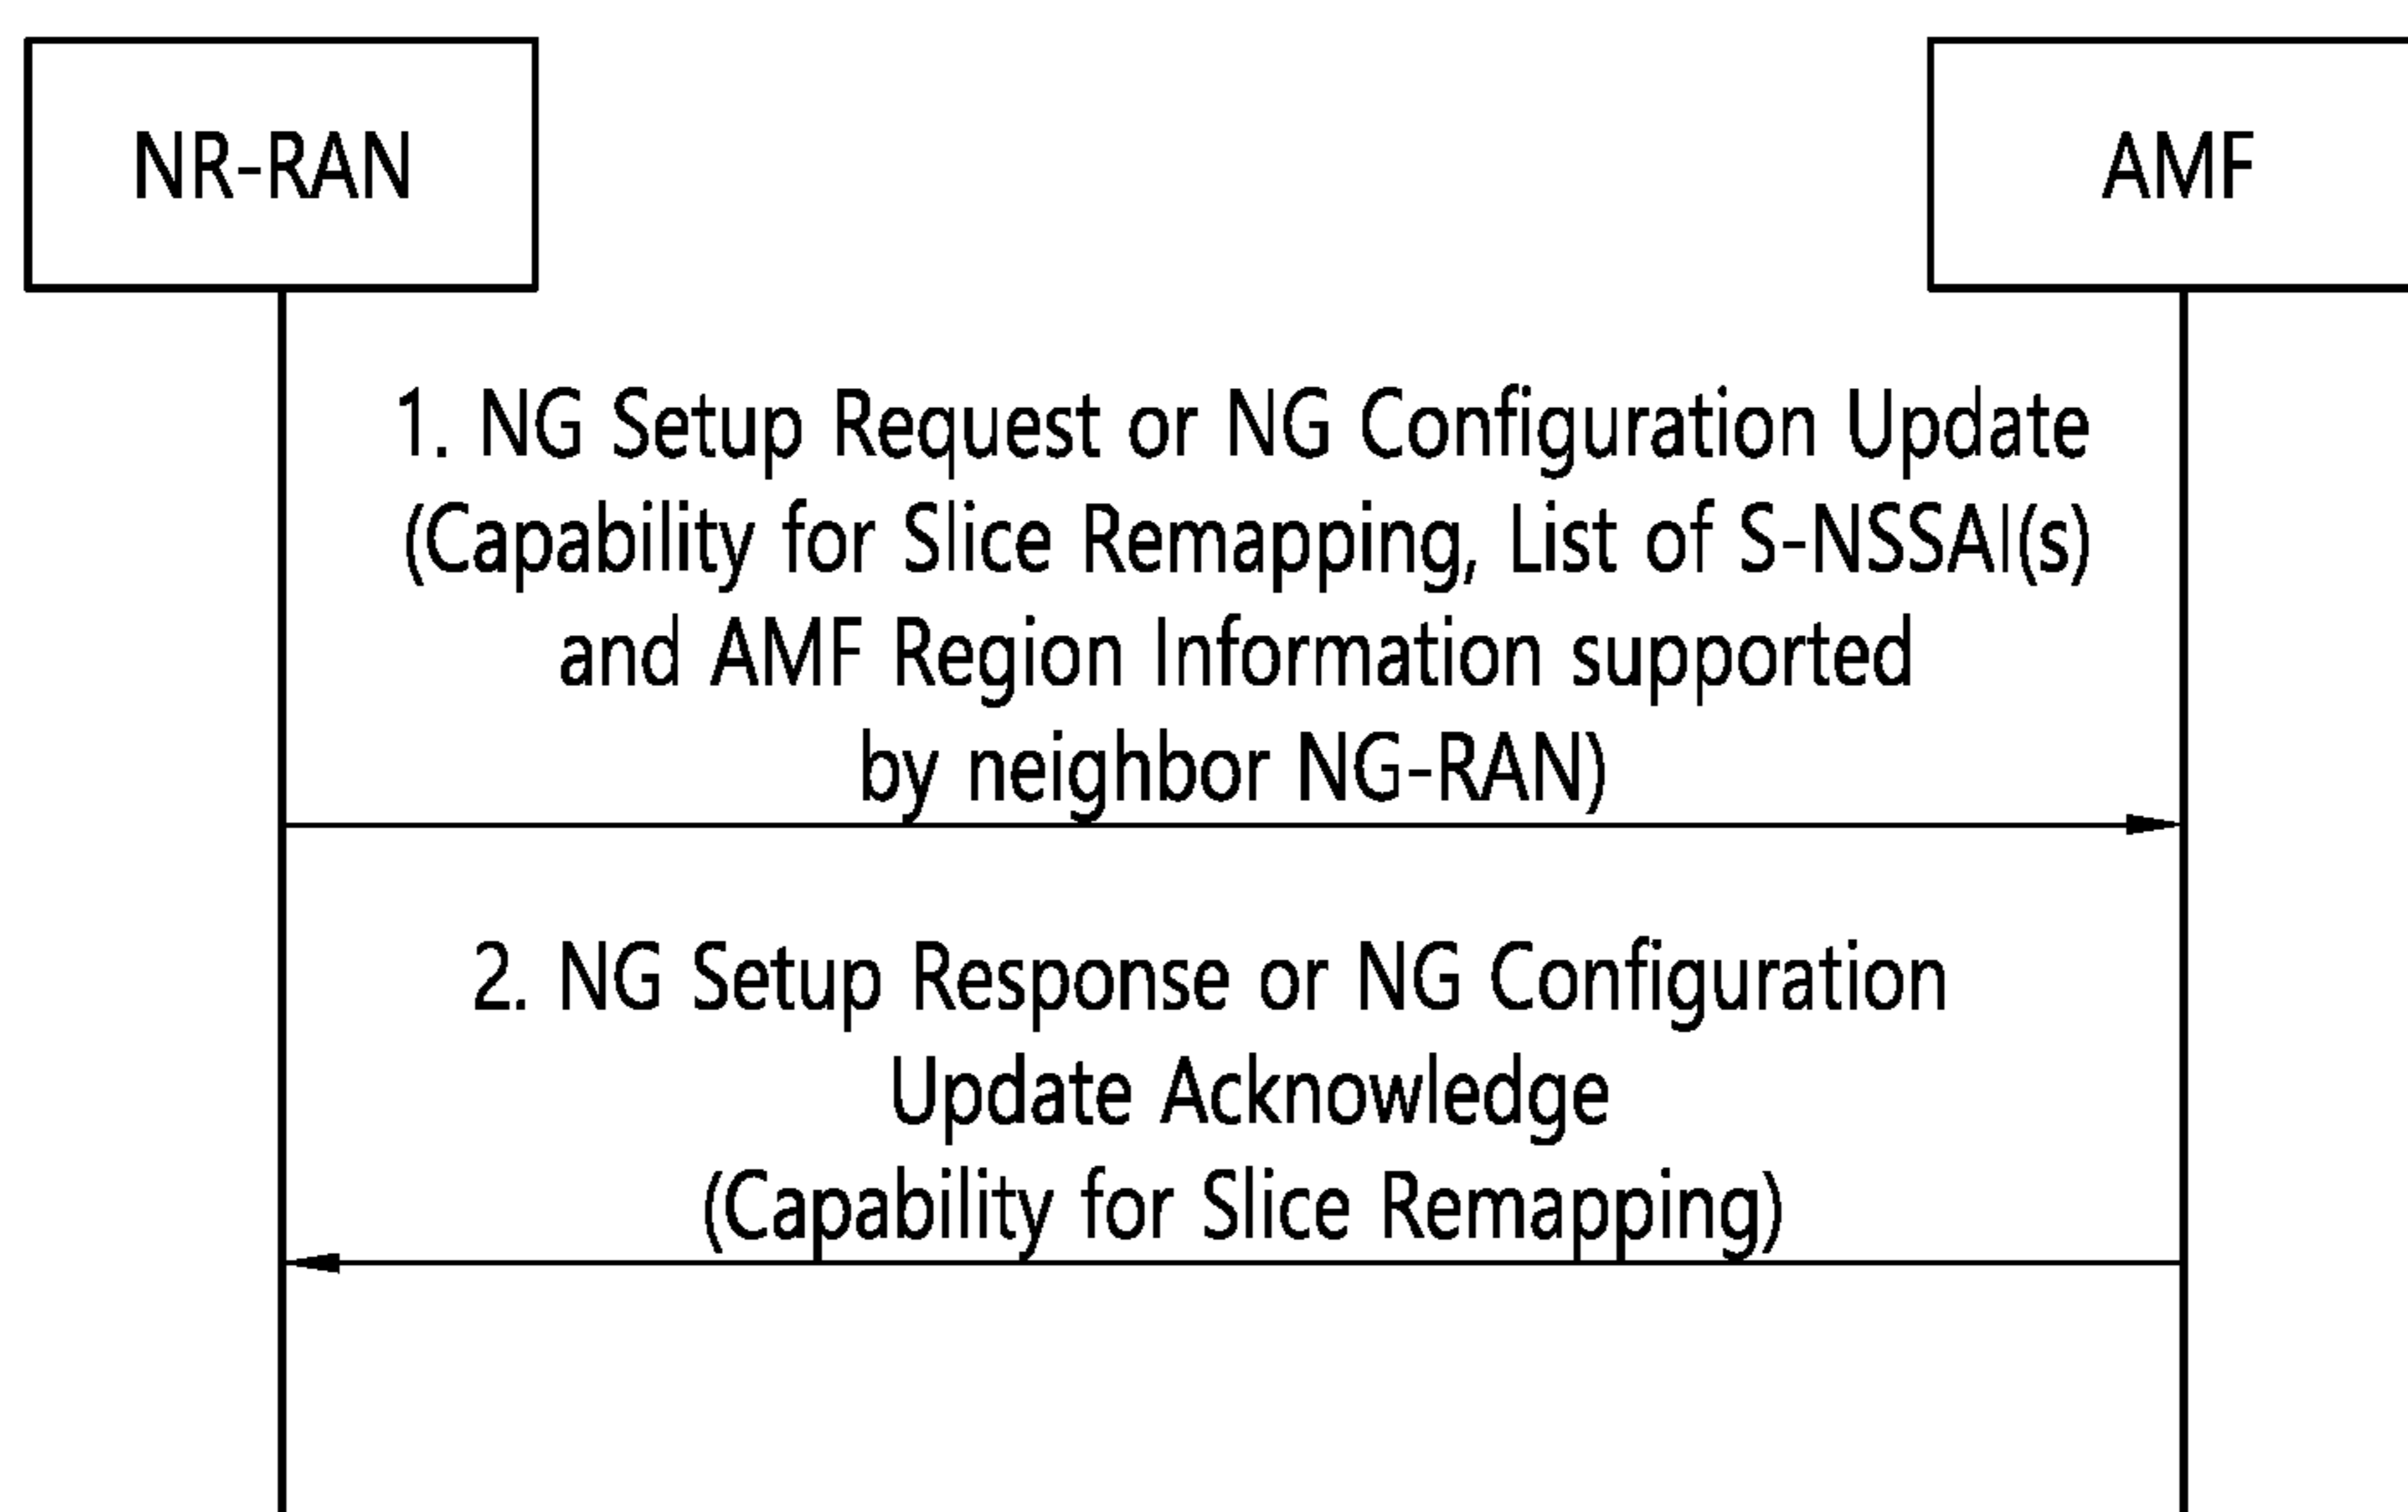 NR-RAN
AMF
1. NG Setup Request or NG Configuration Update
(Capability for Slice Remapping, List of S-NSSAI(s)
and AMF Region Information supported
by neighbor NG-RAN)
2. NG Setup Response or NG Configuration
Update Acknowledge
(Capability for Slice Remapping)